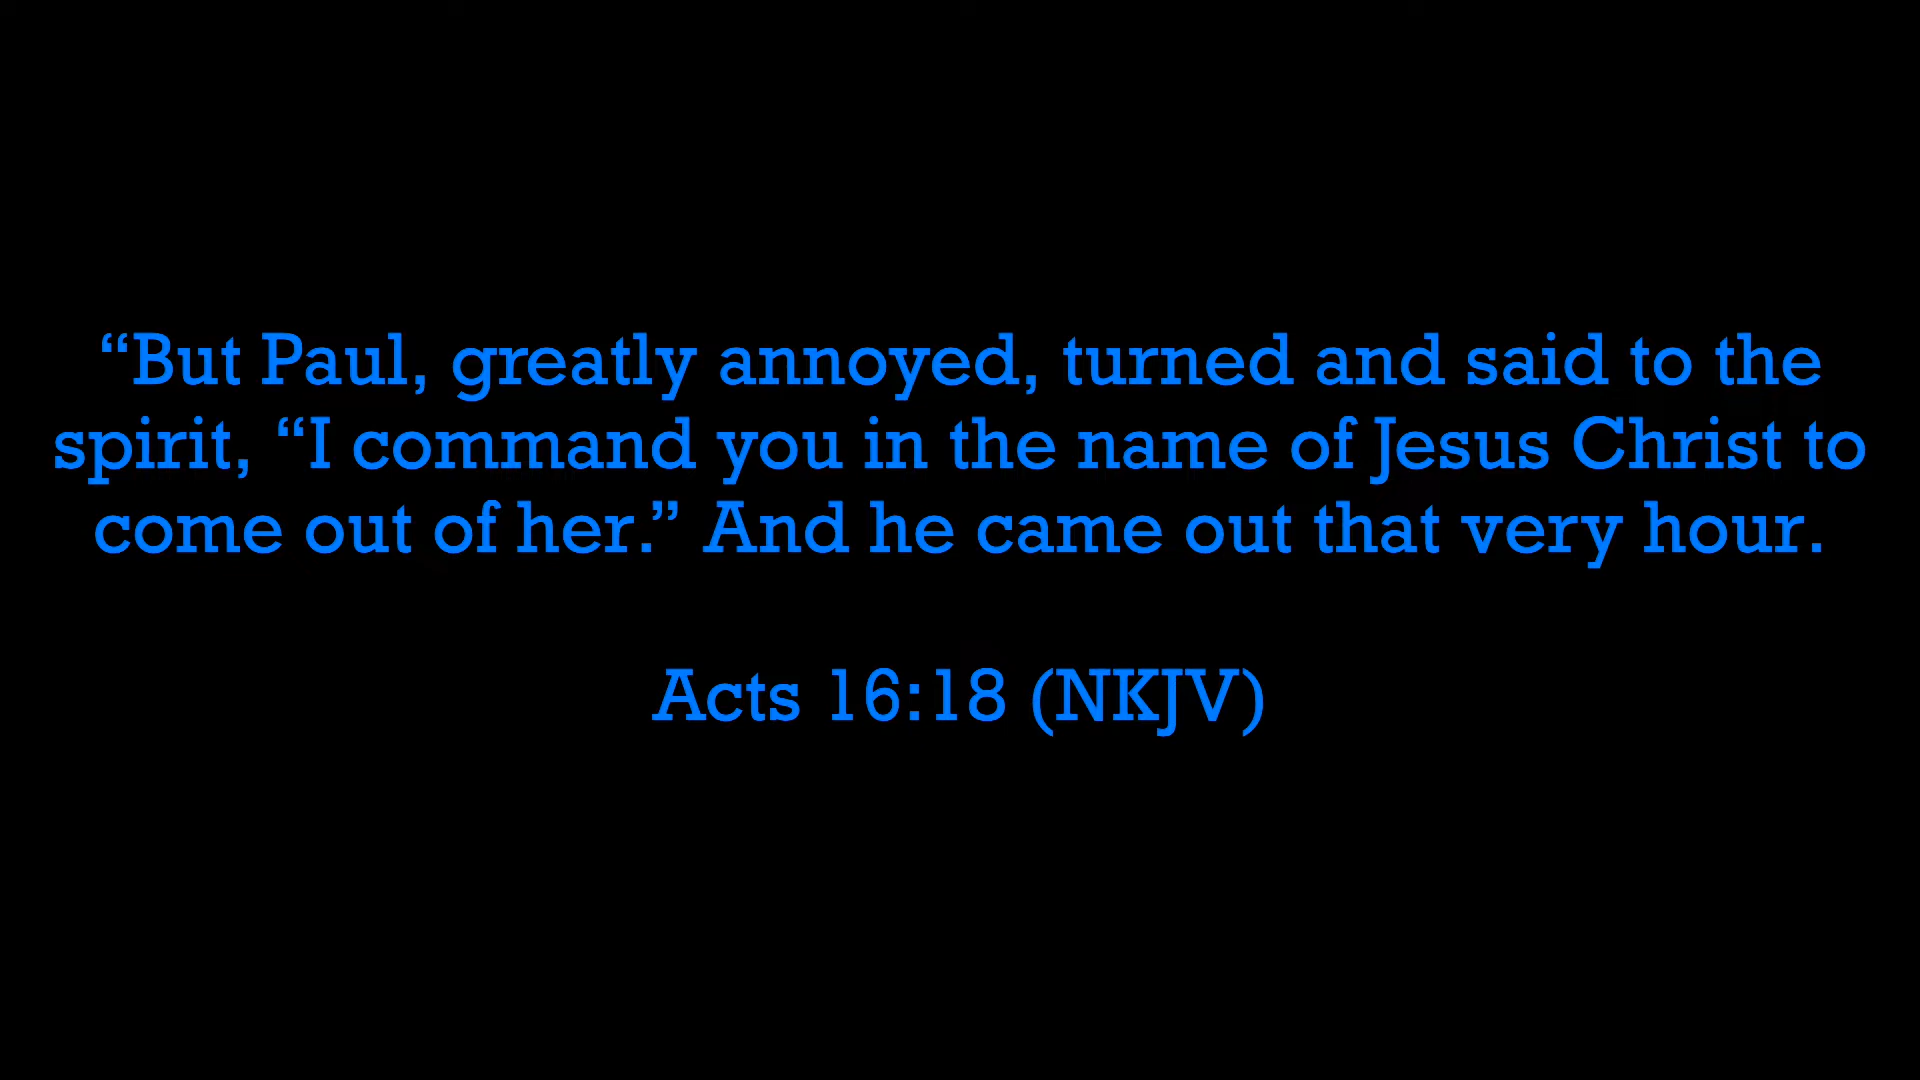 “But Paul, greatly annoyed, turned and said to the
spirit, “I command you in the name of Jesus Christ to
come out of her.” And he came out that very hour.
Acts 16:18 (NKJV)